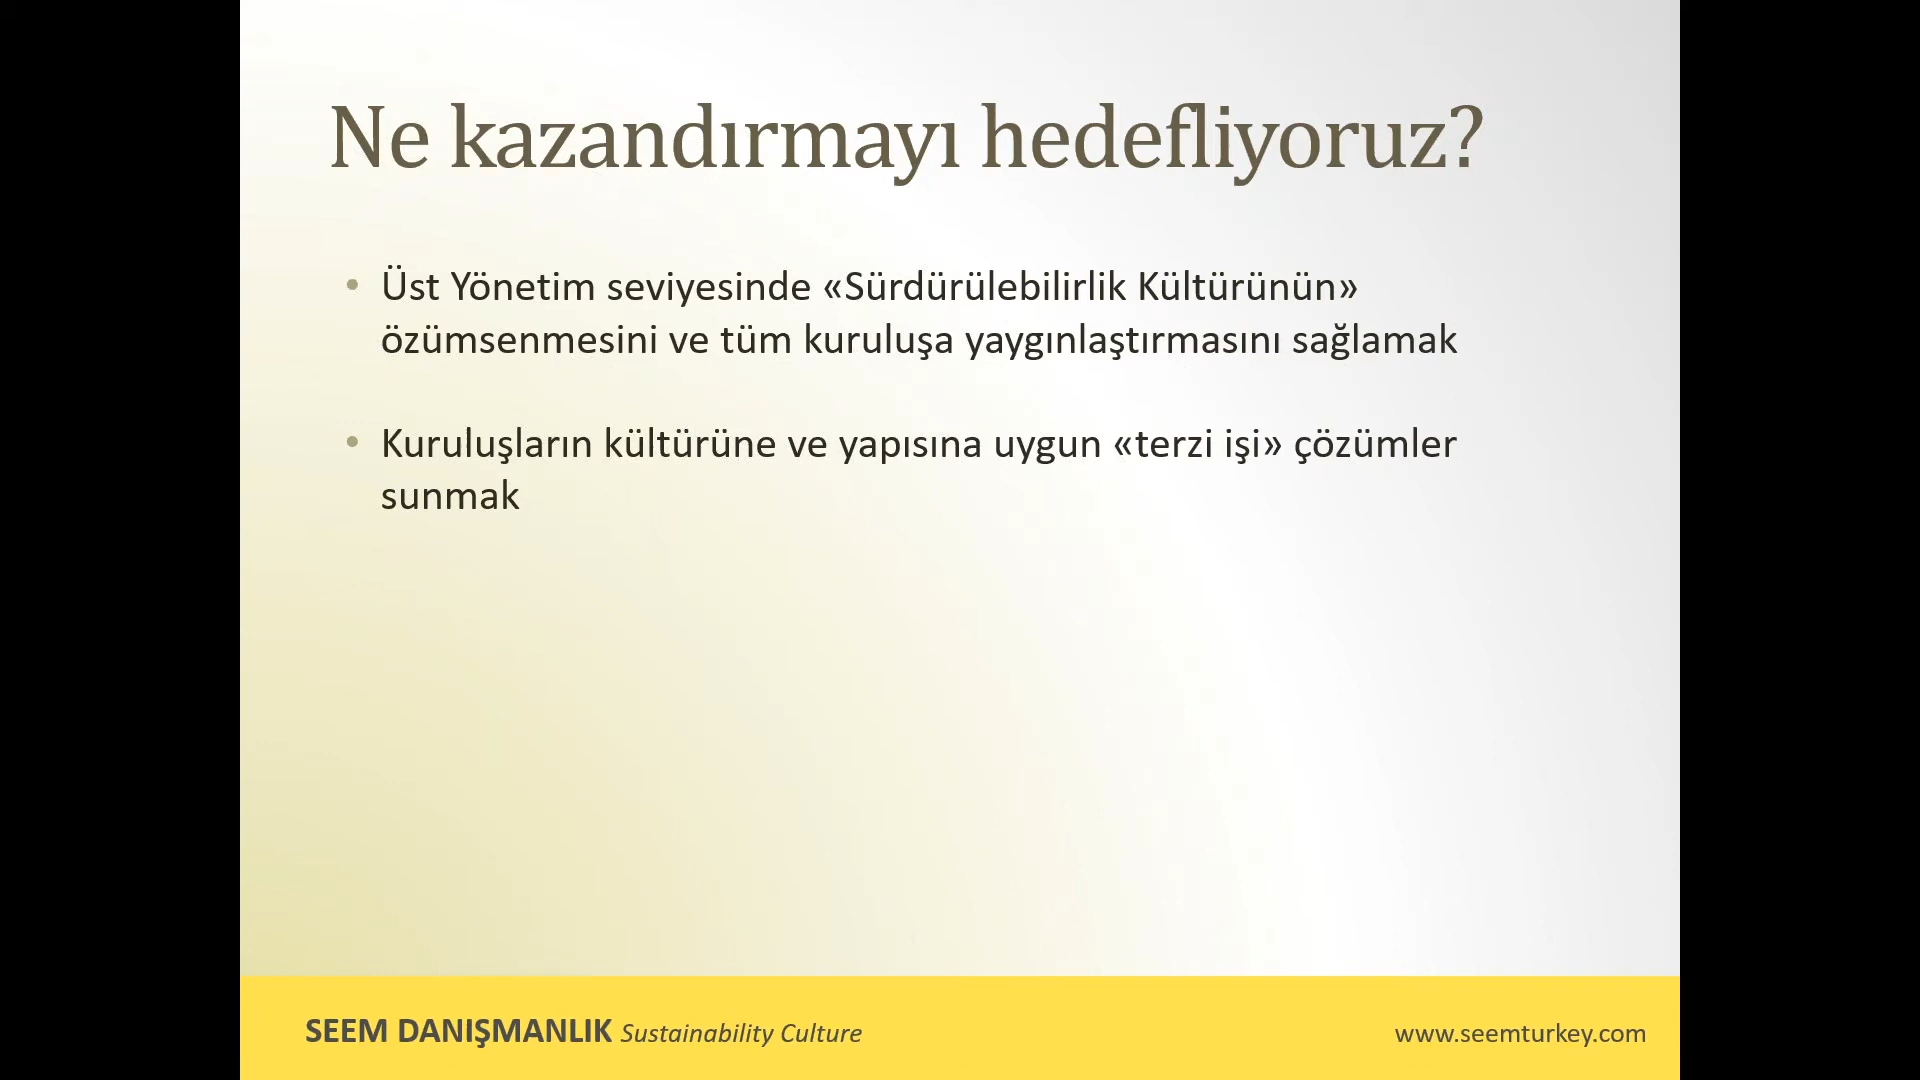 Ne kazandırmayı hedefliyoruz?
• Üst Yönetim seviyesinde «Sürdürülebilirlik Kültürünün»
özümsenmesini ve tüm kuruluşa yaygınlaştırmasını sağlamak
• Kuruluşların kültürüne ve yapısına uygun «terzi işi» çözümler
sunmak
SEEM DANIŞMANLIK Sustainability Culture
www.seemturkey.com